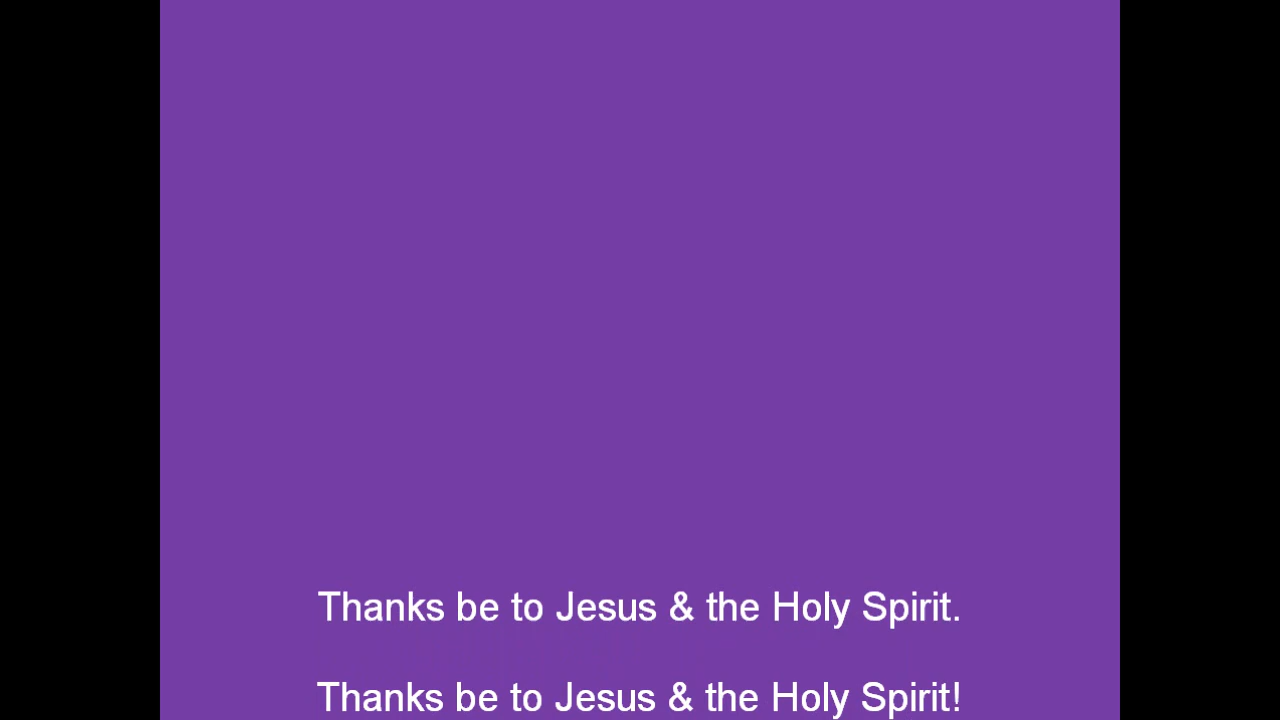 Thanks be to Jesus & the Holy Spirit.
Thanks be to Jesus & the Holy Spirit!